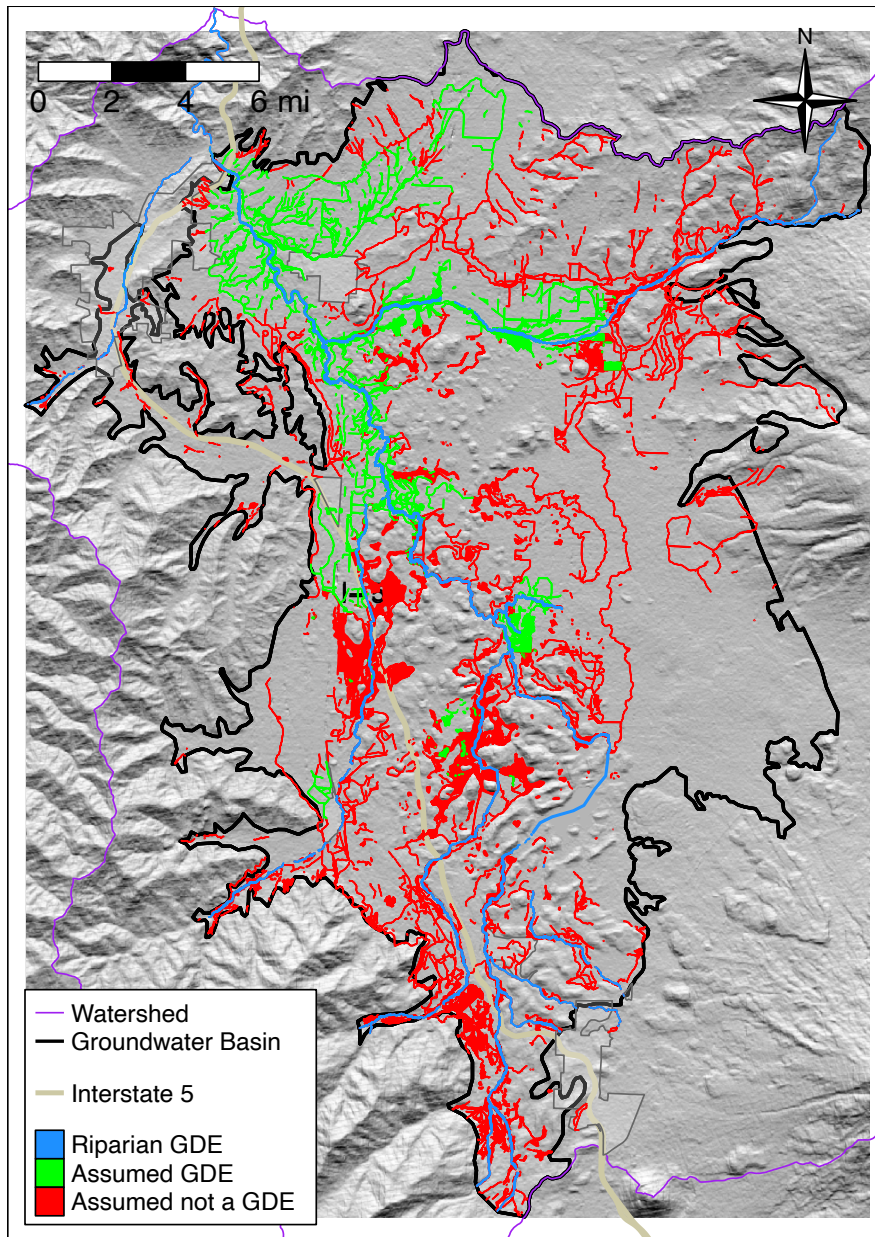 N
0 2 4 6 mi
Watershed
Groundwater Basin
Interstate 5
Riparian GDE
Assumed GDE
Assumed not a GDE